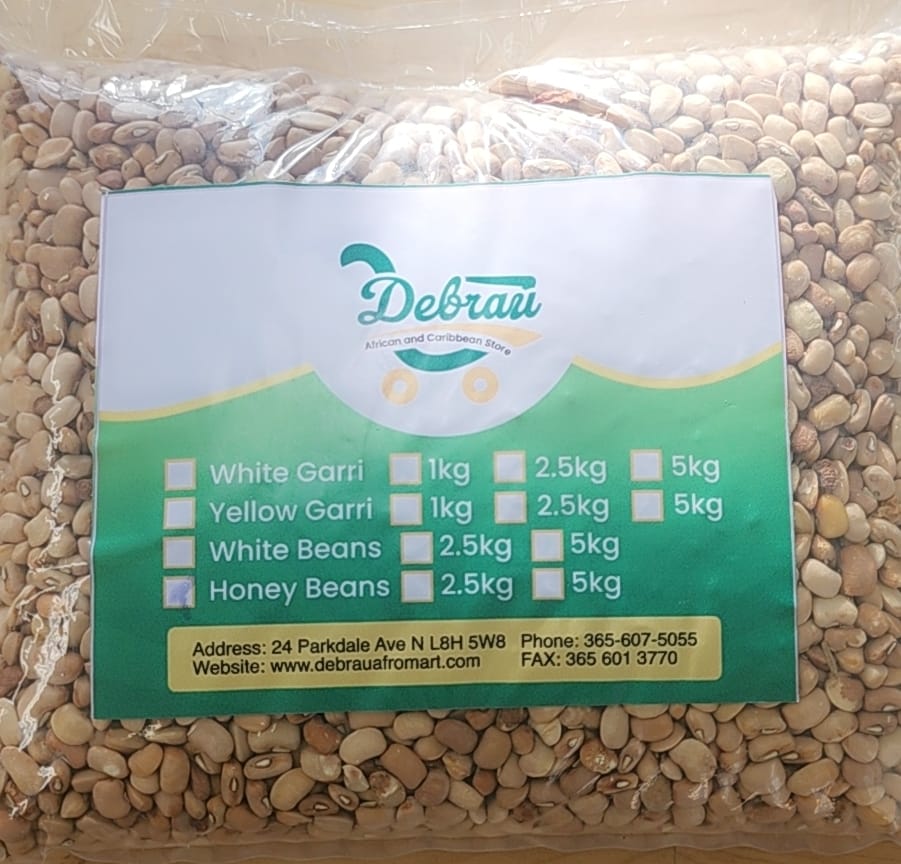 Debrau
African and Caribbean Store
White Garri 1kg 2.5kg 5kg
Yellow Garri 1kg 2.5kg 5kg
White Beans 2.5kg 5kg
Honey Beans 2.5kg 5kg
Address: 24 Parkdale Ave N L8H 5W8 Phone: 365-607-5055
Website: www.debrauafromart.com FAX: 365 601 3770